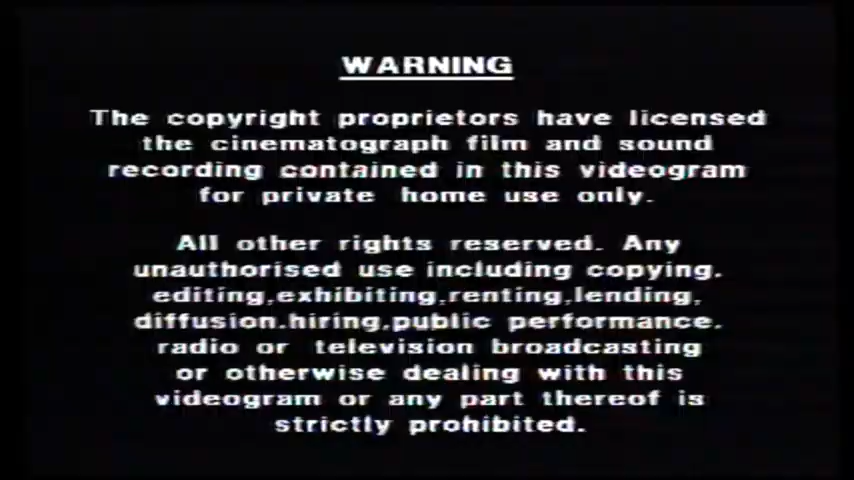 WARNING
The copyright proprietors have licensed
the cinematograph film and sound
recording contained in this videogram
for private home use only.
All other rights reserved. Any
unauthorised use including copying,
editing,exhibiting,renting,lending,
diffusion,hiring,public performance,
radio or television broadcasting
or otherwise dealing with this
videogram or any part thereof is
strictly prohibited.